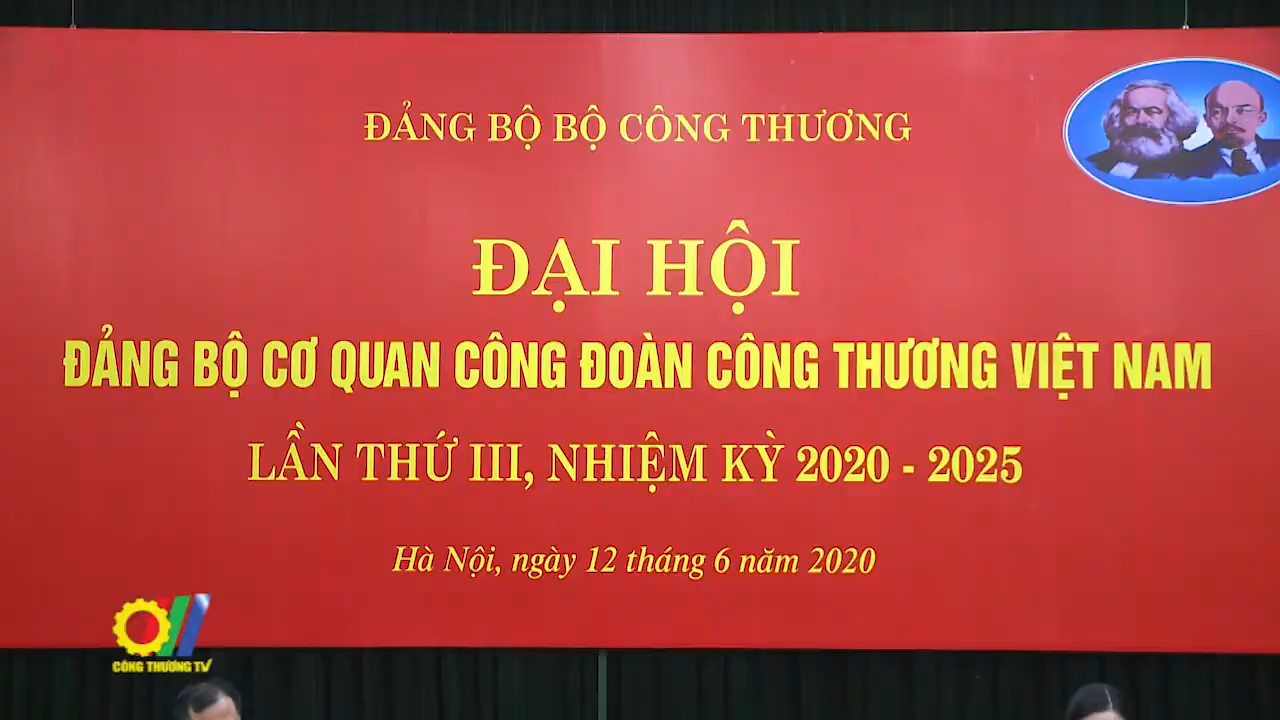 ĐẢNG BỘ BỘ CÔNG THƯƠNG
ĐẠI HỘI
ĐẢNG BỘ CƠ QUAN CÔNG ĐOÀN CÔNG THƯƠNG VIỆT NAM
LẦN THỨ III, NHIỆM KỲ 2020 - 2025
Hà Nội, ngày 12 tháng 6 năm 2020
CÔNG THƯƠNG TV